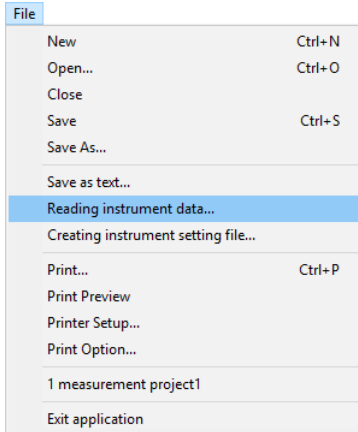 File
New Ctrl+N
Open... Ctrl+O
Close
Save Ctrl+S
Save As...
Save as text...
Reading instrument data...
Creating instrument setting file...
Print... Ctrl+P
Print Preview
Printer Setup...
Print Option...
1 measurement project1
Exit application